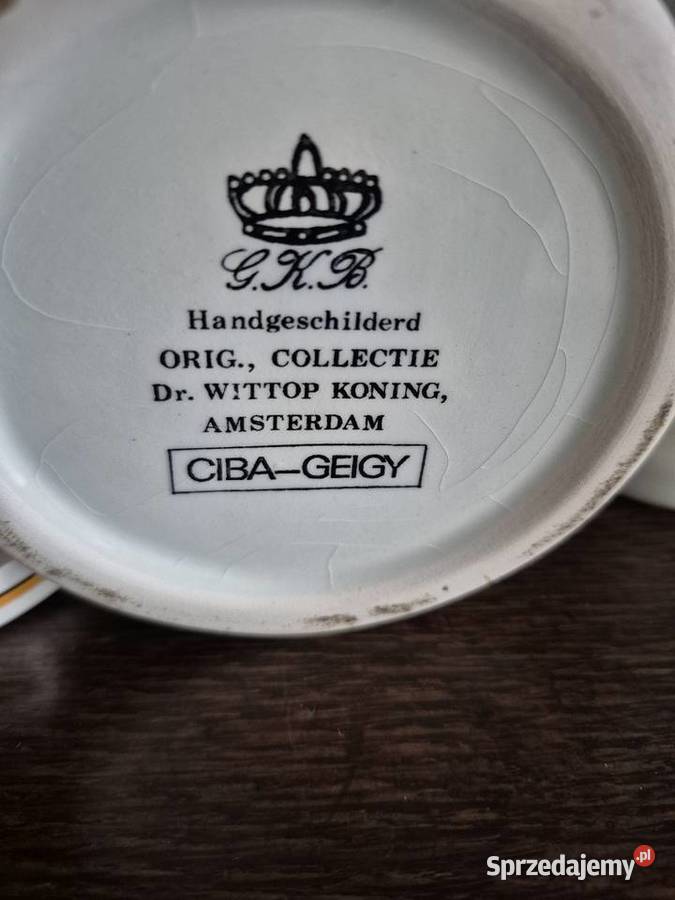 G.K.B.
Handgeschilderd
ORIG., COLLECTIE
Dr. WITTOP KONING,
AMSTERDAM
CIBA–GEIGY
Sprzedajemy.pl